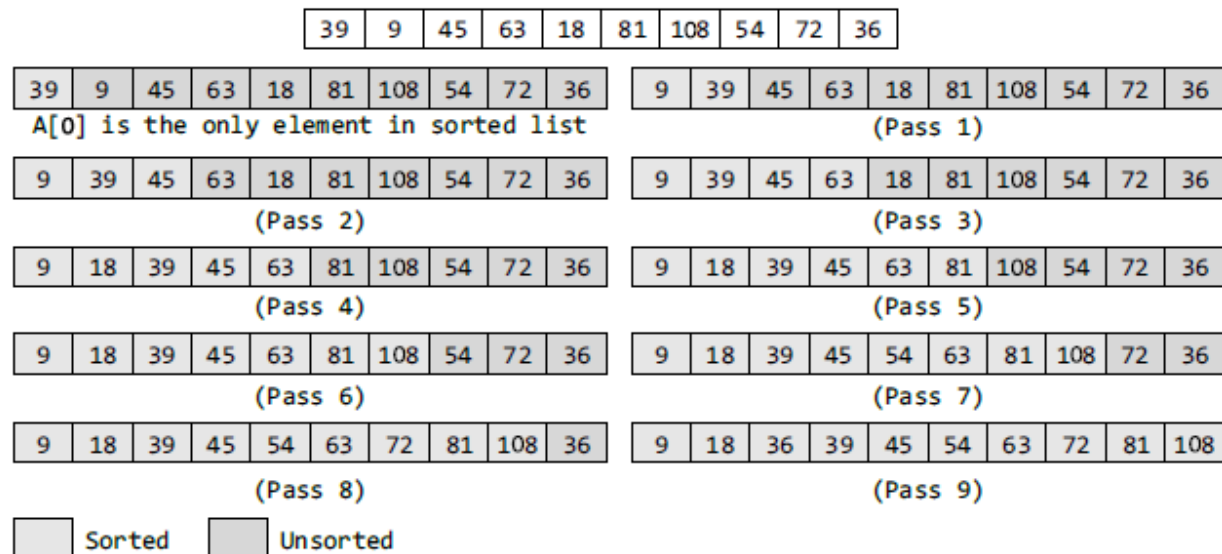 39 9 45 63 18 81 108 54 72 36
39 9 45 63 18 81 108 54 72 36
A[0] is the only element in sorted list
9 39 45 63 18 81 108 54 72 36
(Pass 1)
9 39 45 63 18 81 108 54 72 36
(Pass 2)
9 39 45 63 18 81 108 54 72 36
(Pass 3)
9 18 39 45 63 81 108 54 72 36
(Pass 4)
9 18 39 45 63 81 108 54 72 36
(Pass 5)
9 18 39 45 63 81 108 54 72 36
(Pass 6)
9 18 39 45 54 63 81 108 72 36
(Pass 7)
9 18 39 45 54 63 72 81 108 36
(Pass 8)
9 18 36 39 45 54 63 72 81 108
(Pass 9)
Sorted
Unsorted